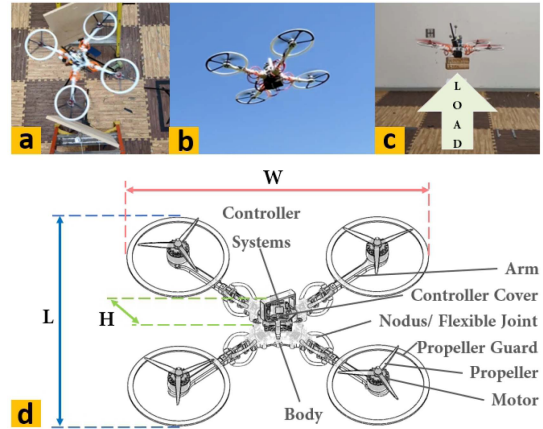 a
b
c
L
O
A
D
W
Controller
Systems
Arm
Controller Cover
Nodus/ Flexible Joint
Propeller Guard
Propeller
Motor
Body
L
H
d